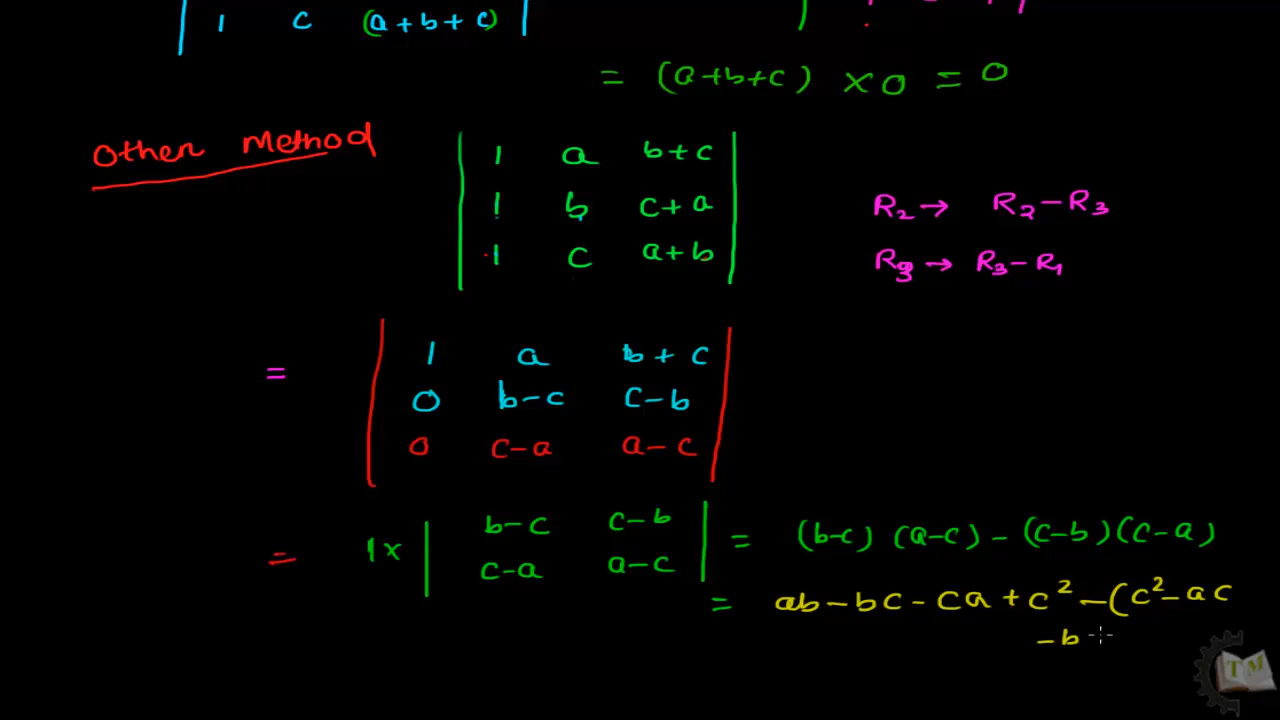 1 c (a+b+c)
= (a+b+c) × 0 = 0
Other Method
1 a b+c
1 b c+a
1 c a+b
R2 → R2 – R3
R3 → R3 – R1
= 1 a b+c
0 b–c c–b
0 c–a a–c
= 1× b–c c–b
c–a a–c
= (b-c) (a-c) – (c-b)(c-a)
= ab – bc – ca + c² – (c² – ac
– b
TM